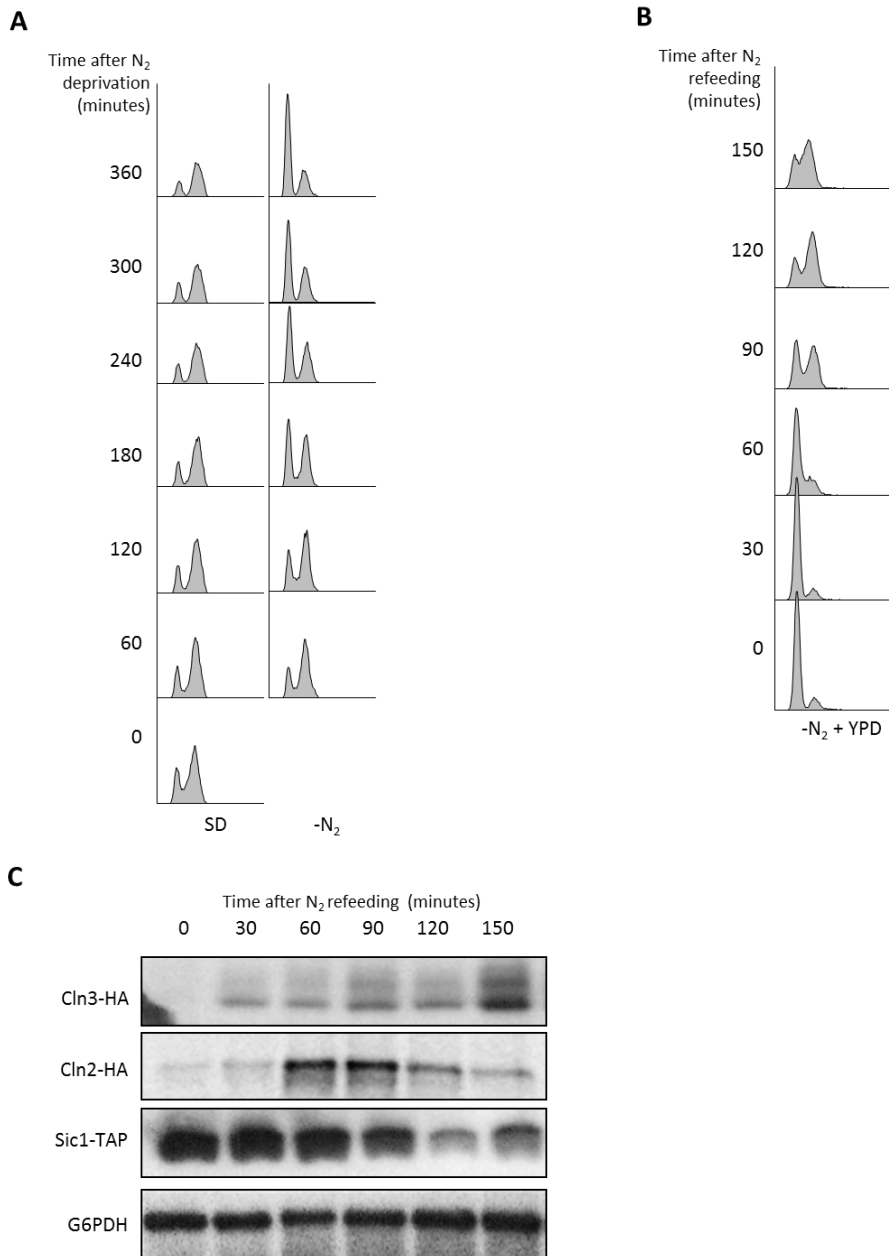 A
Time after N₂
deprivation
(minutes)
360
300
240
180
120
60
0
SD -N₂
B
Time after N₂
refeeding
(minutes)
150
120
90
60
30
0
-N₂ + YPD
C
Time after N₂ refeeding (minutes)
0 30 60 90 120 150
Cln3-HA
Cln2-HA
Sic1-TAP
G6PDH